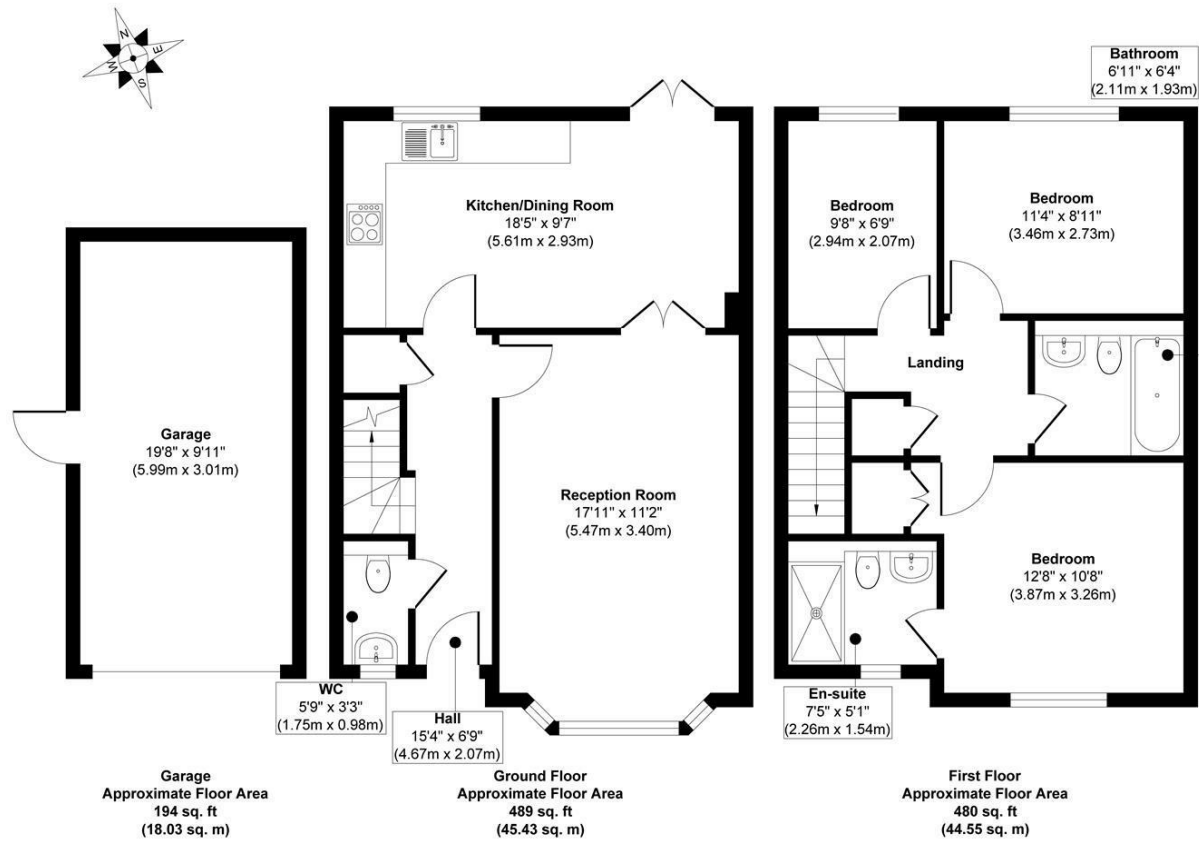 N
E
W
S
Bathroom
6'11" x 6'4"
(2.11m x 1.93m)
Kitchen/Dining Room
18'5" x 9'7"
(5.61m x 2.93m)
Bedroom
9'8" x 6'9"
(2.94m x 2.07m)
Bedroom
11'4" x 8'11"
(3.46m x 2.73m)
Landing
Garage
19'8" x 9'11"
(5.99m x 3.01m)
Reception Room
17'11" x 11'2"
(5.47m x 3.40m)
Bedroom
12'8" x 10'8"
(3.87m x 3.26m)
WC
5'9" x 3'3"
(1.75m x 0.98m)
Hall
15'4" x 6'9"
(4.67m x 2.07m)
En-suite
7'5" x 5'1"
(2.26m x 1.54m)
Garage
Approximate Floor Area
194 sq. ft
(18.03 sq. m)
Ground Floor
Approximate Floor Area
489 sq. ft
(45.43 sq. m)
First Floor
Approximate Floor Area
480 sq. ft
(44.55 sq. m)